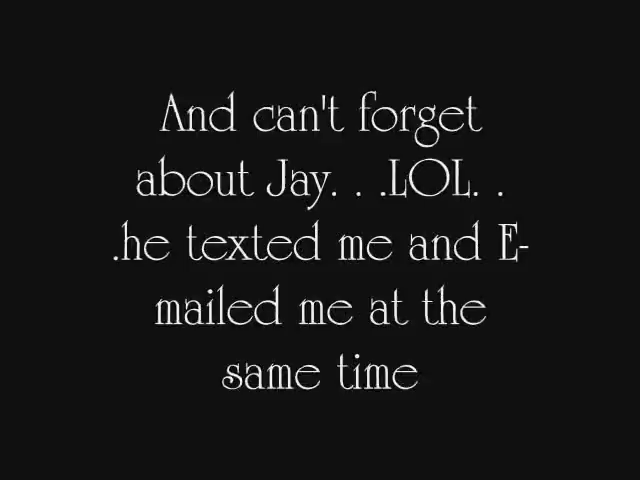 And can't forget
about Jay. . .LOL. .
.he texted me and E-
mailed me at the
same time